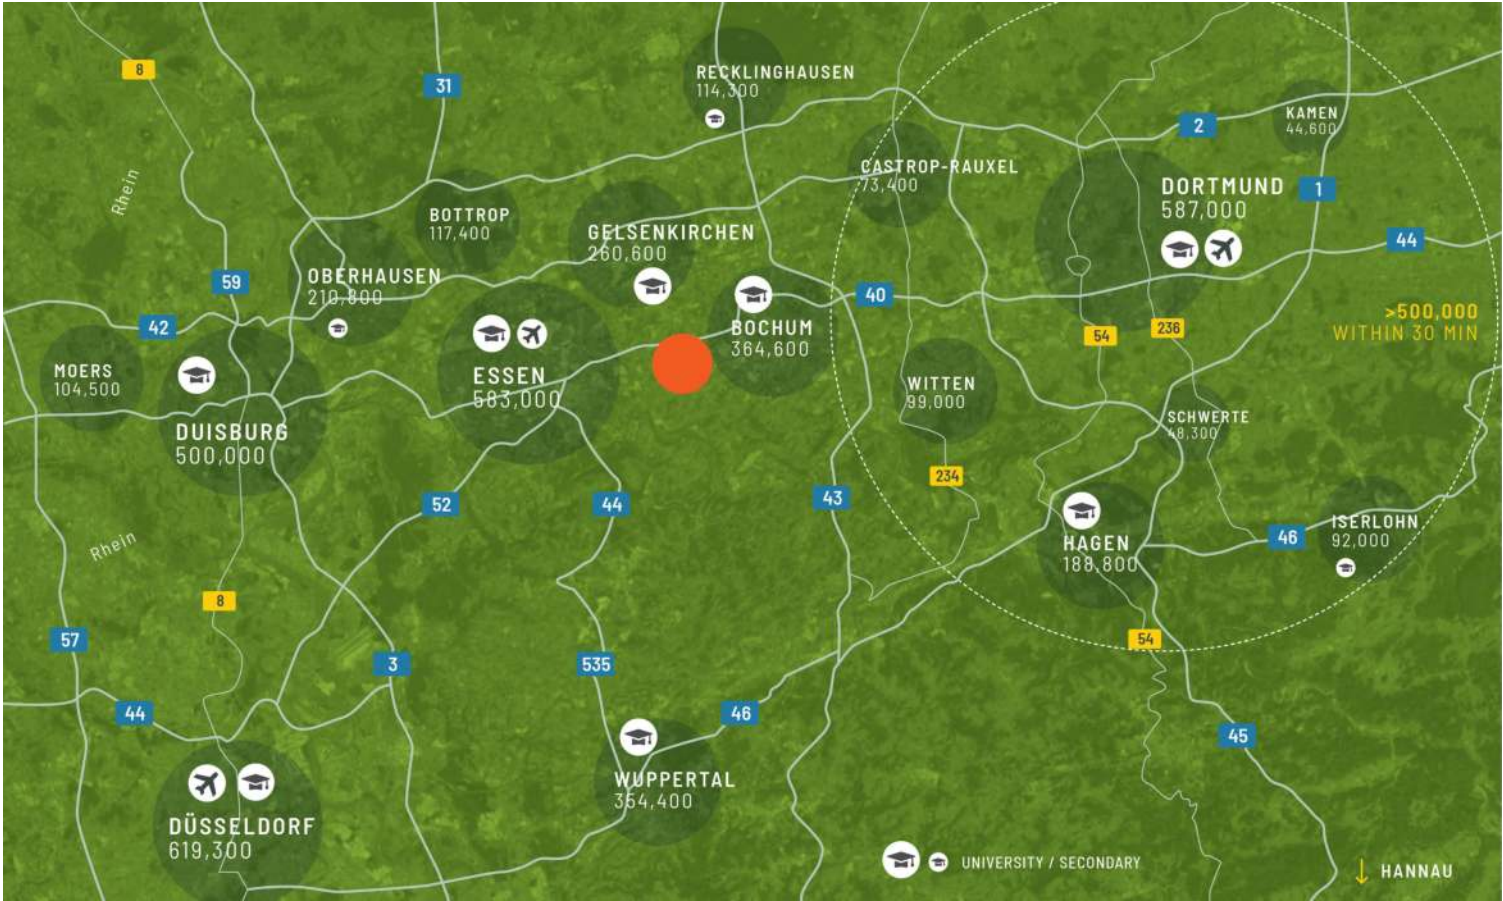 RECKLINGHAUSEN
114,300
8
31
KAMEN
44,600
2
CASTROP-RAUXEL
73,400
DORTMUND
587,000
1
Rhein
BOTTROP
117,400
GELSENKIRCHEN
260,600
44
OBERHAUSEN
210,800
59
40
42
BOCHUM
364,600
54
236
>500,000
WITHIN 30 MIN
MOERS
104,500
ESSEN
583,000
WITTEN
99,000
SCHWERTE
48,300
DUISBURG
500,000
234
52
44
43
HAGEN
188,800
46
ISERLOHN
92,000
Rhein
8
57
3
535
54
44
46
45
WUPPERTAL
354,400
DÜSSELDORF
619,300
UNIVERSITY / SECONDARY
HANNAU